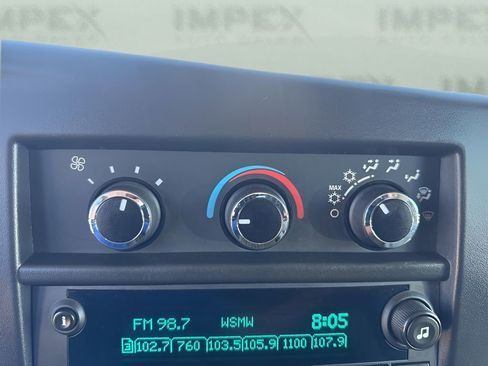 IMPEX IMPEX IMPEX
MAX
FM 98.7 WSMW 8:05
102.7 760 103.5 105.9 1100 107.9